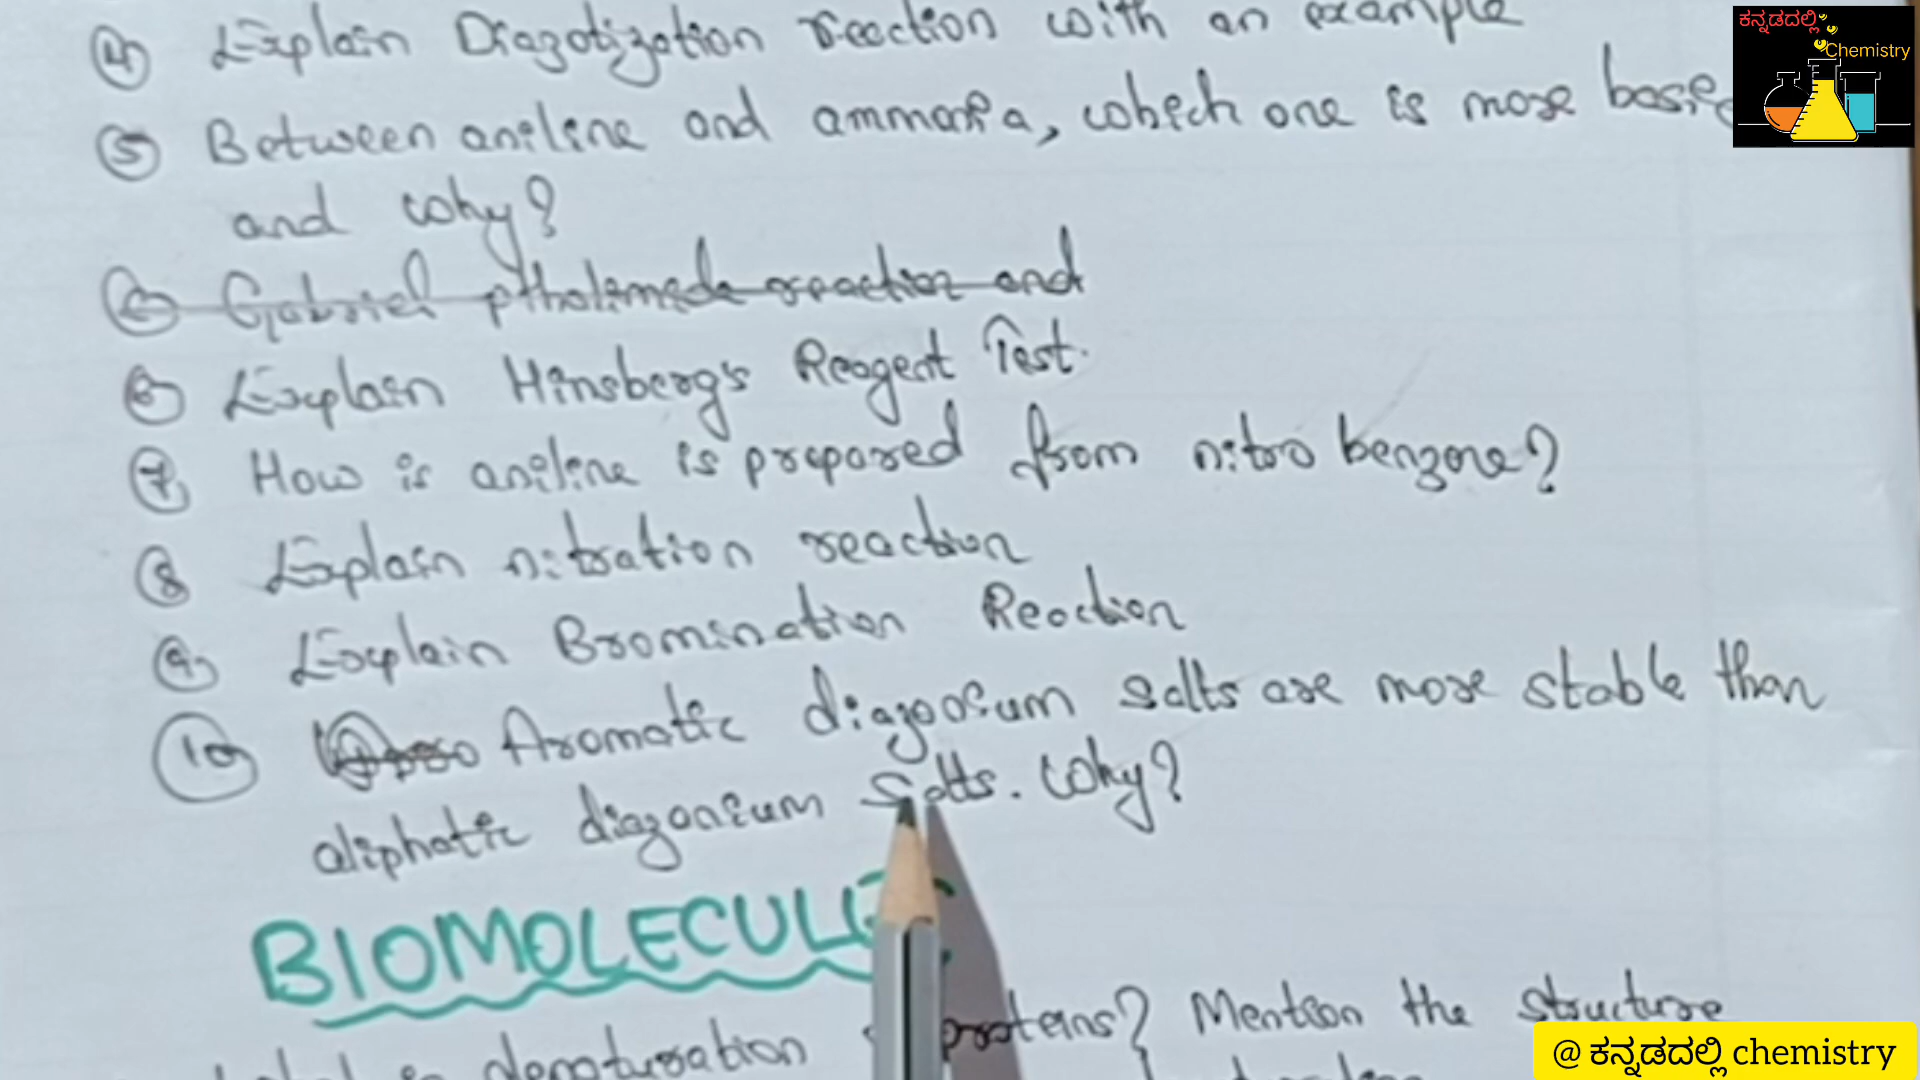 ④ Explain Diazotization reaction with an example
⑤ Between aniline and ammonia, which one is more basic
and why?
⑥ Gabriel pthalimide reaction and
⑥ Explain Hinsberg's Reagent Test.
⑦ How is aniline is prepared from nitro benzene?
⑧ Explain nitration reaction
⑨ Explain Bromination Reaction
⑩ Aromatic diazonium salts are more stable than
aliphatic diazonium salts. Why?
BIOMOLECULES
denaturation proteins? Mention the structure
ಕನ್ನಡದಲ್ಲಿ
Chemistry
@ ಕನ್ನಡದಲ್ಲಿ chemistry